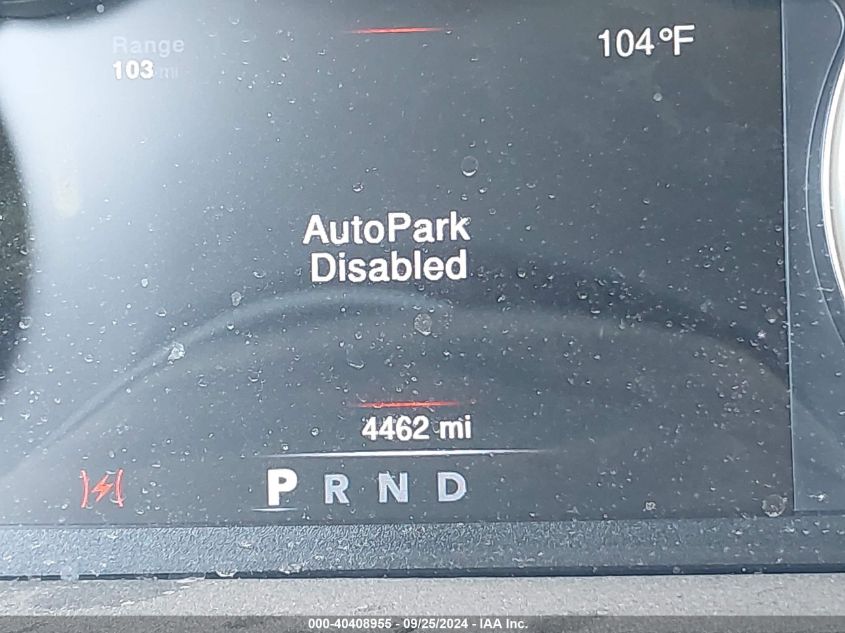 Range
103 mi
104°F
AutoPark
Disabled
4462 mi
P R N D
000-40408955 - 09/25/2024 - IAA Inc.